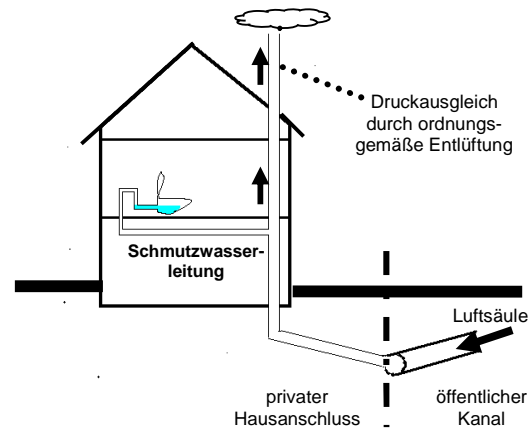 Druckausgleich
durch ordnungs-
gemäße Entlüftung
Schmutzwasser-
leitung
Luftsäule
privater
Hausanschluss
öffentlicher
Kanal